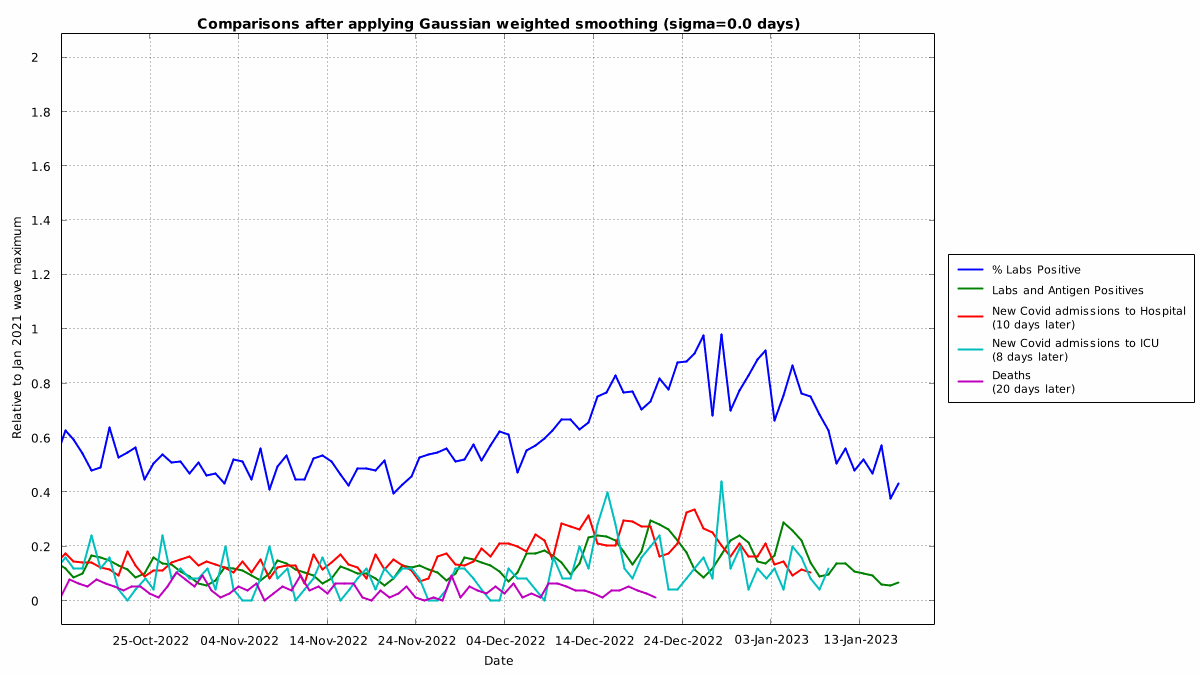 Comparisons after applying Gaussian weighted smoothing (sigma=0.0 days)
Relative to Jan 2021 wave maximum
2
1.8
1.6
1.4
1.2
1
0.8
0.6
0.4
0.2
0
25-Oct-2022 04-Nov-2022 14-Nov-2022 24-Nov-2022 04-Dec-2022 14-Dec-2022 24-Dec-2022 03-Jan-2023 13-Jan-2023
Date
% Labs Positive
Labs and Antigen Positives
New Covid admissions to Hospital
(10 days later)
New Covid admissions to ICU
(8 days later)
Deaths
(20 days later)